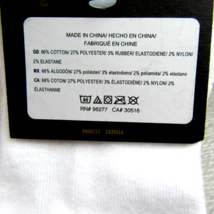 MADE IN CHINA/ HECHO EN CHINA/
FABRIQUÉ EN CHINE
GB: 66% COTTON/ 27% POLYESTER/ 3% RUBBER/ ELASTODIENE/ 2% NYLON/
2% ELASTANE
MX: 66% ALGODÓN/ 27% poliéster/ 3% elastodieno/ 2% poliamida/ 2% elastano
CA: 66% COTON/ 27% POLYESTER/ 3% ÉLASTODIÈNE/ 2% NYLON/
2% ÉLASTHANNE
RN# 96277 CA# 30516